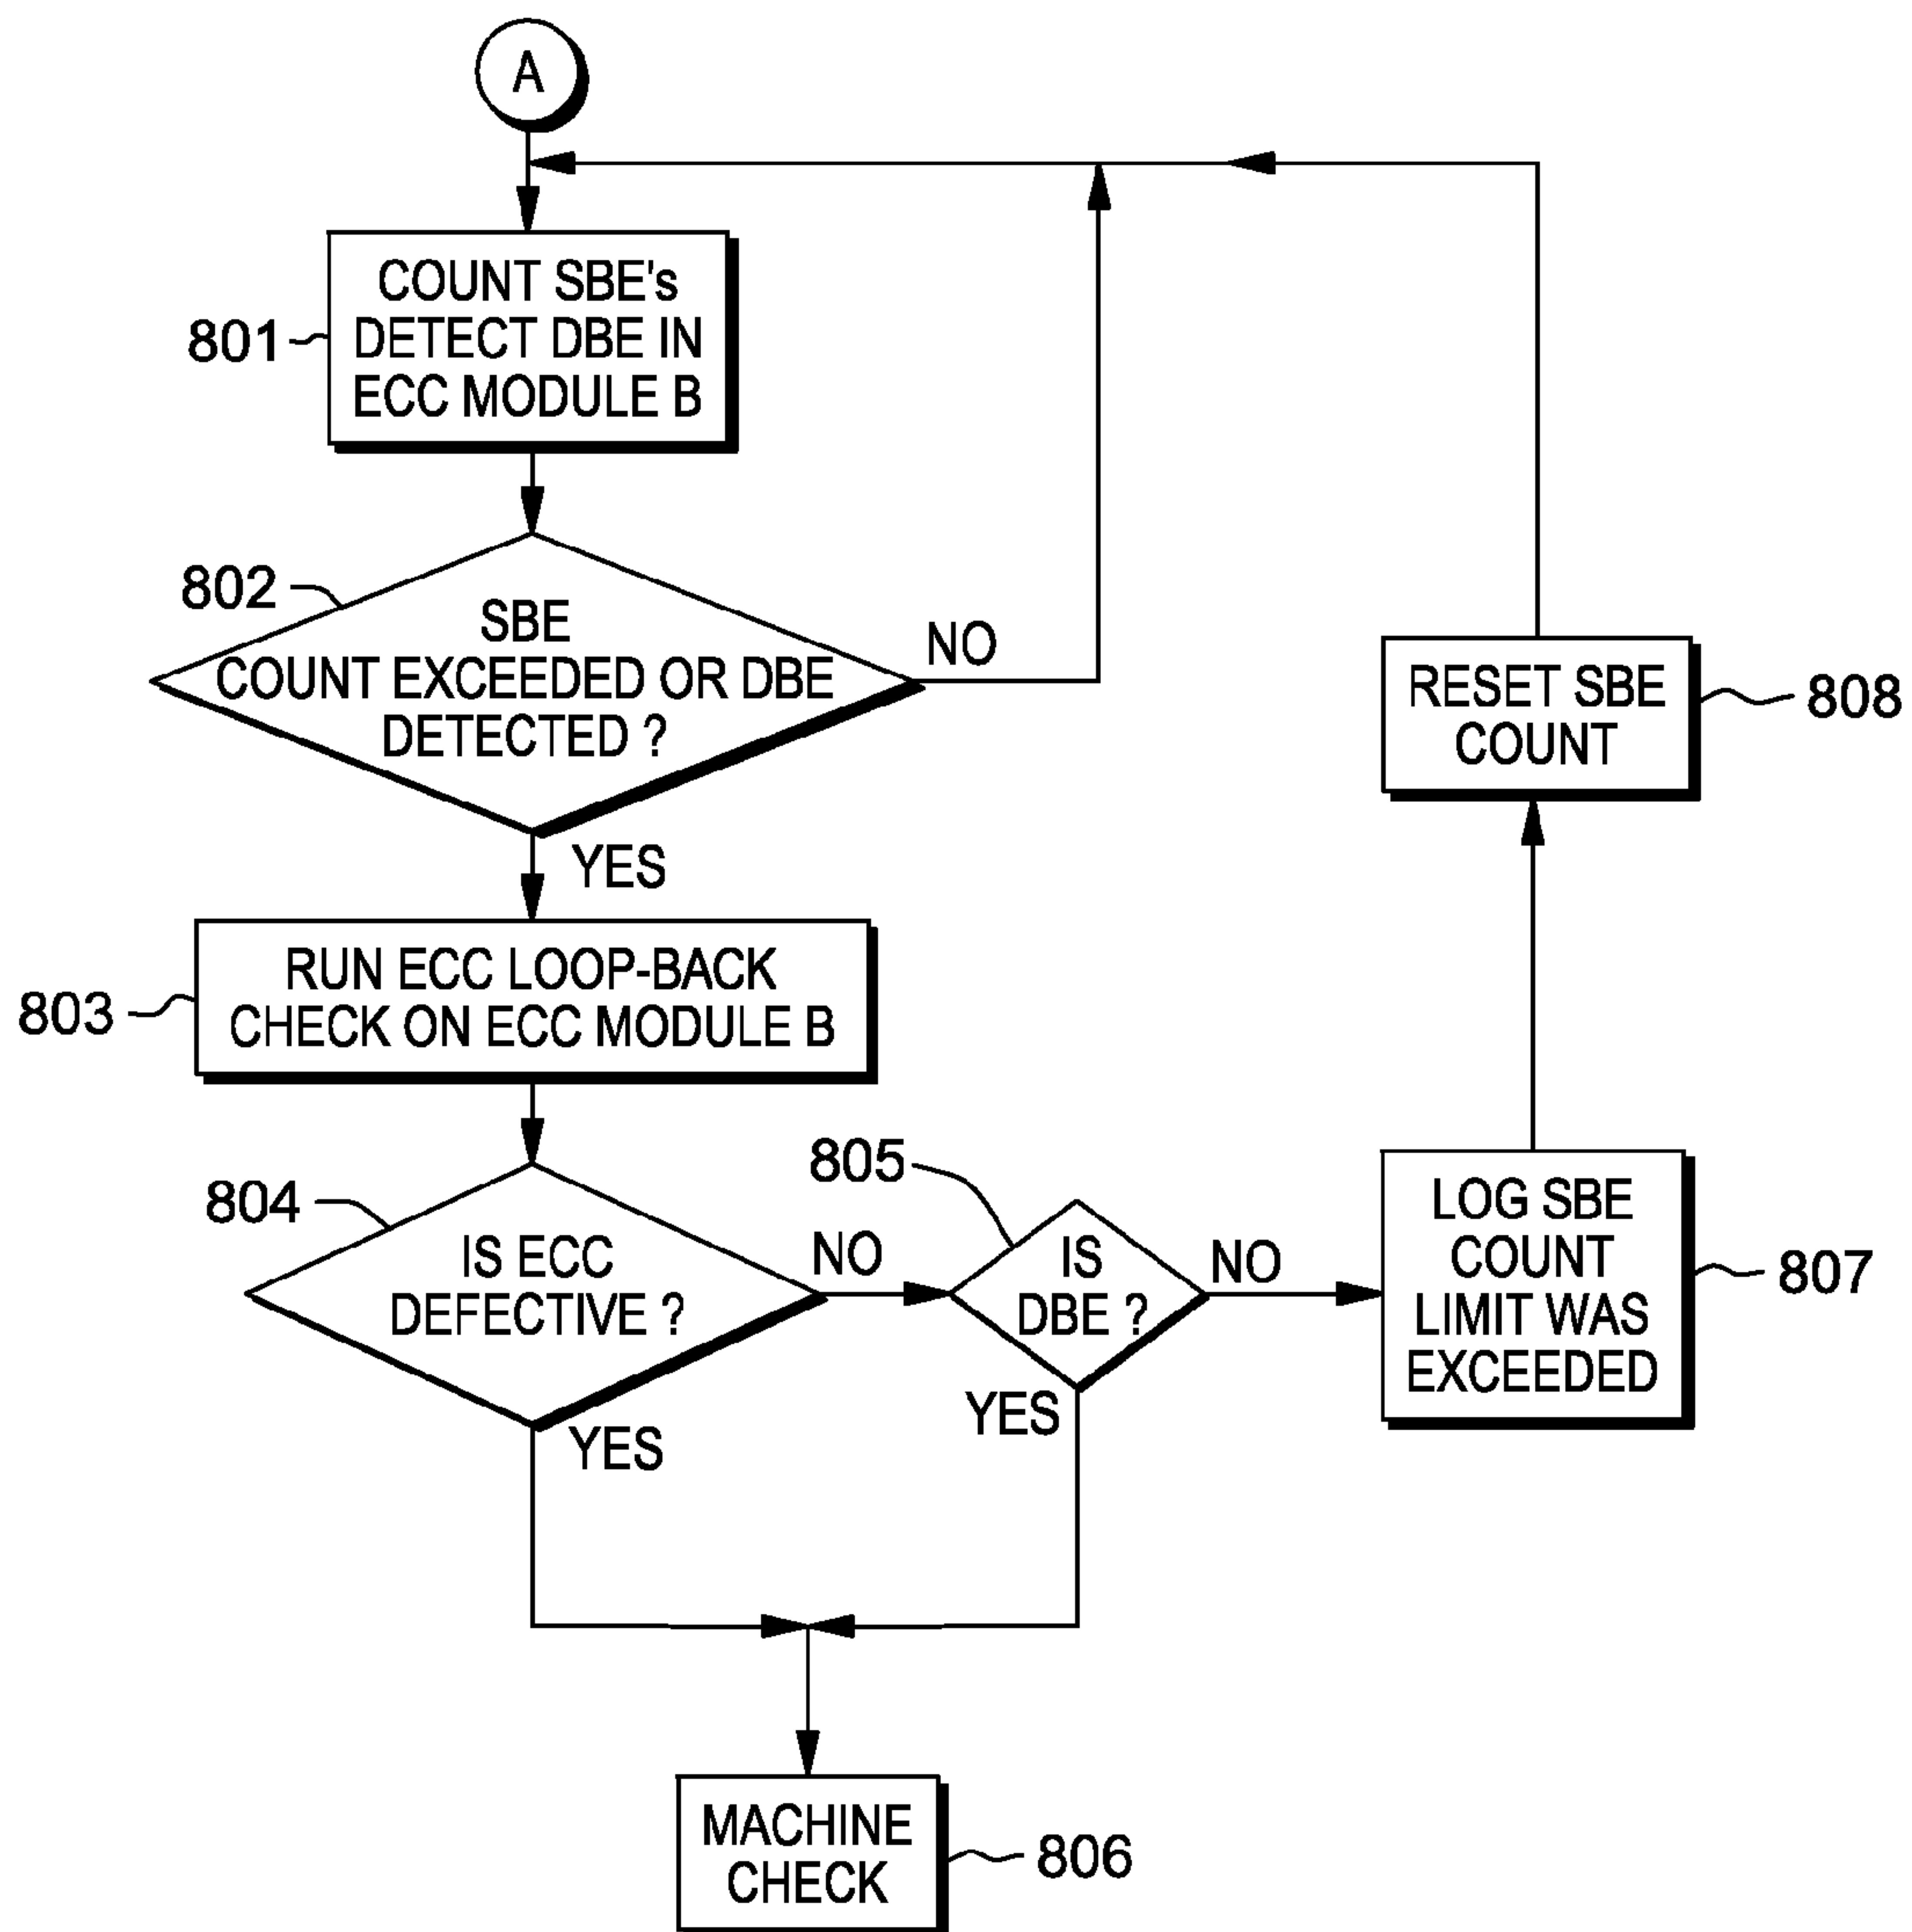 A
801
COUNT SBE's
DETECT DBE IN
ECC MODULE B
802
SBE
COUNT EXCEEDED OR DBE
DETECTED ?
NO
YES
RESET SBE
COUNT
808
803
RUN ECC LOOP-BACK
CHECK ON ECC MODULE B
804
IS ECC
DEFECTIVE ?
NO
YES
805
IS
DBE ?
NO
YES
LOG SBE
COUNT
LIMIT WAS
EXCEEDED
807
MACHINE
CHECK
806